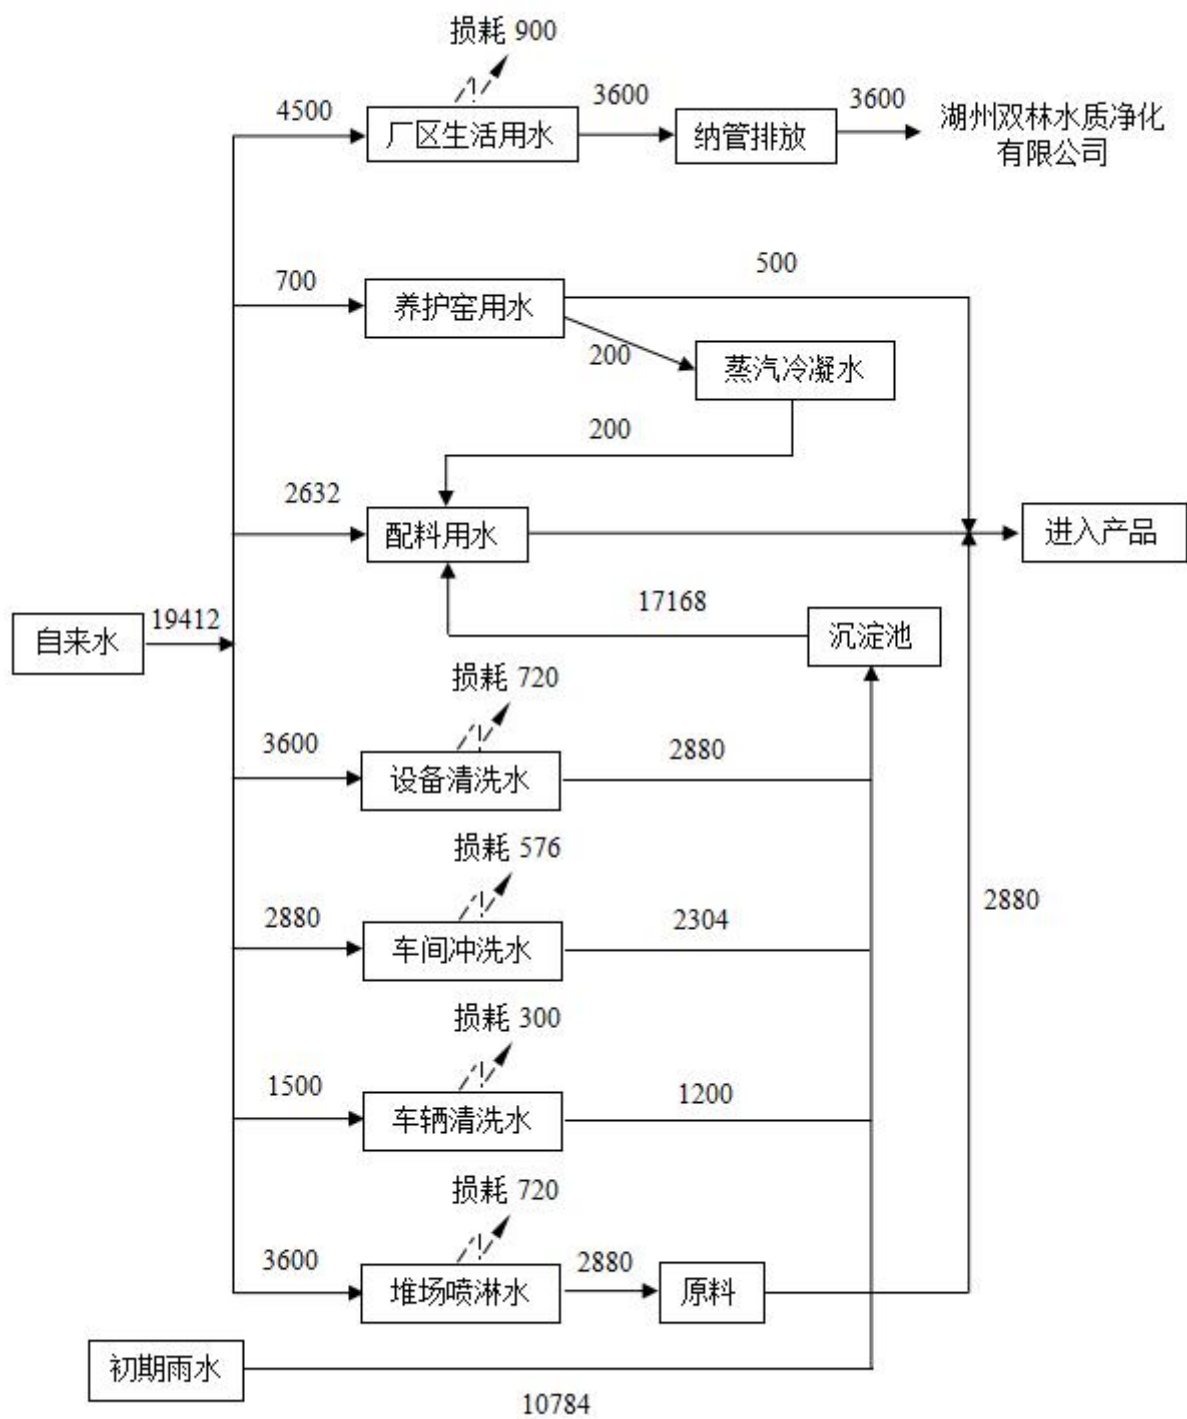 损耗 900
4500
厂区生活用水
3600
纳管排放
3600
湖州双林水质净化
有限公司
700
养护窑用水
500
200
蒸汽冷凝水
200
2632
配料用水
进入产品
自来水
19412
17168
沉淀池
损耗 720
3600
设备清洗水
2880
损耗 576
2880
车间冲洗水
2304
2880
损耗 300
1500
车辆清洗水
1200
损耗 720
3600
堆场喷淋水
2880
原料
初期雨水
10784